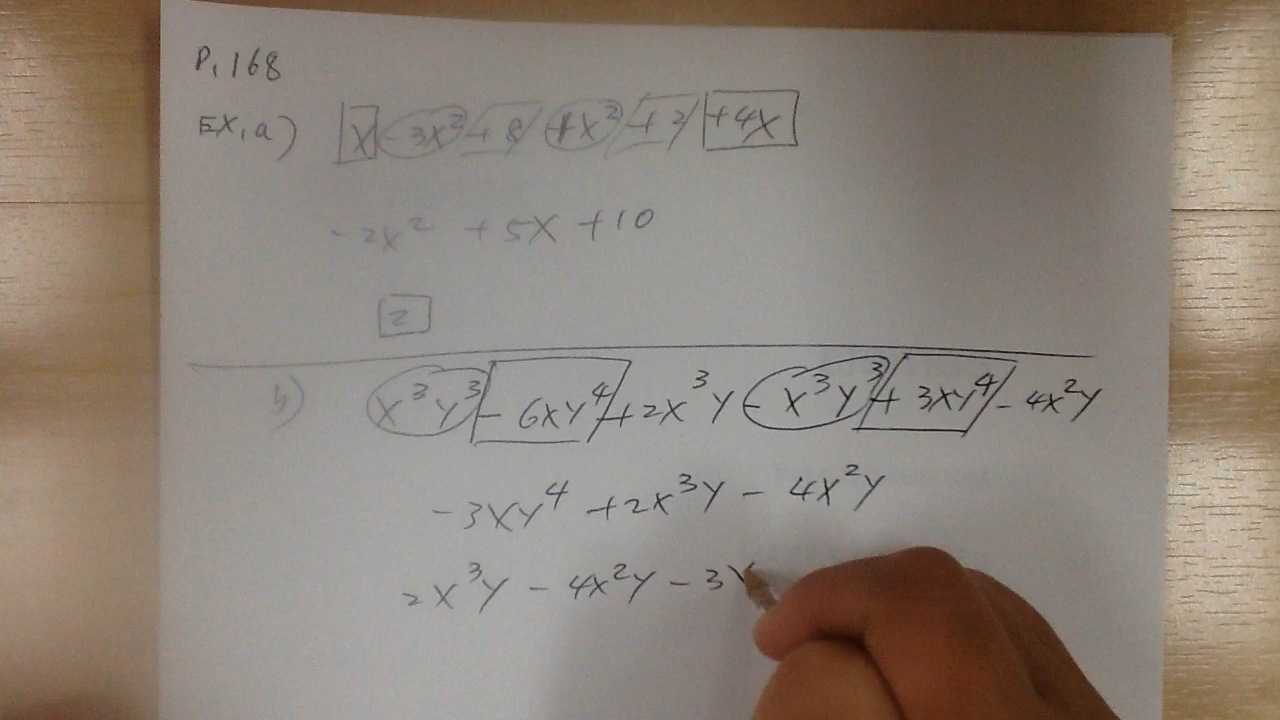 P. 168
Ex. a) x - 3x² + 8 + x² + 2 + 4x
- 2x² + 5x + 10
2
b) x³y³ - 6xy⁴ + 2x³y - x³y³ + 3xy⁴ - 4x²y
- 3xy⁴ + 2x³y - 4x²y
2x³y - 4x²y - 3x